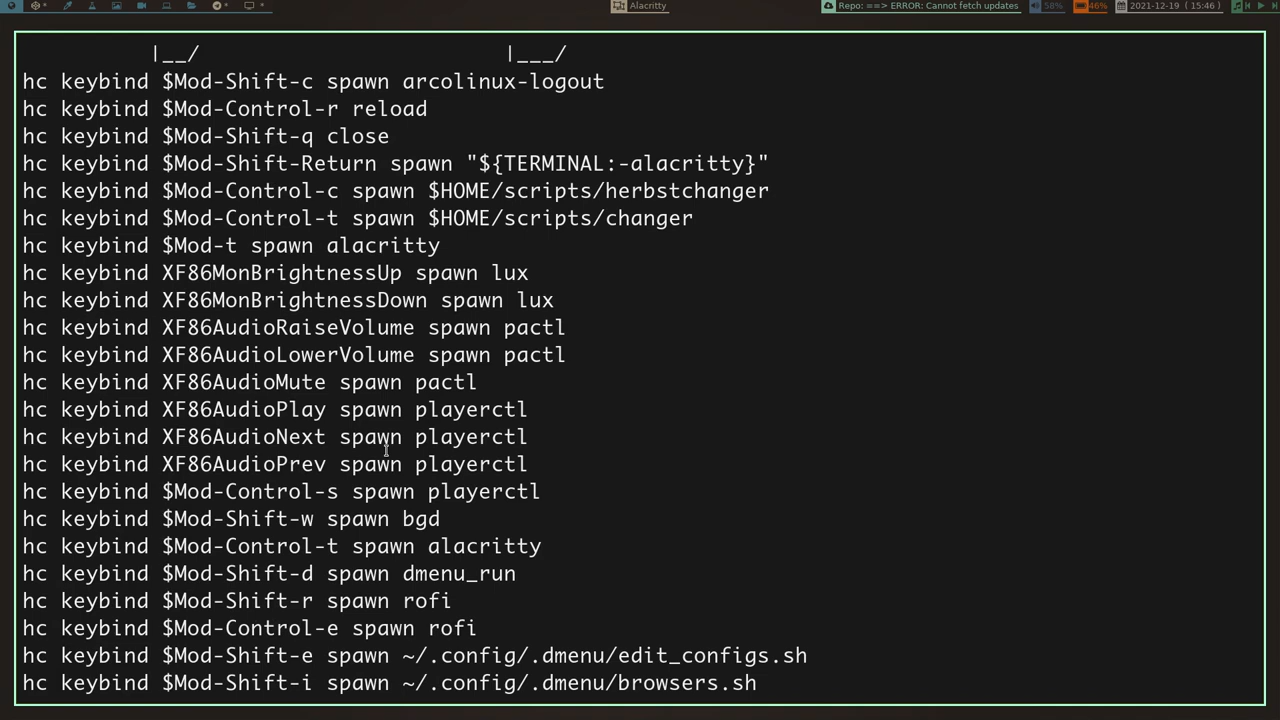 Alacritty
Repo: ==> ERROR: Cannot fetch updates
58%
46%
2021-12-19 ( 15:46 )
|__/ |___/
hc keybind $Mod-Shift-c spawn arcolinux-logout
hc keybind $Mod-Control-r reload
hc keybind $Mod-Shift-q close
hc keybind $Mod-Shift-Return spawn "${TERMINAL:-alacritty}"
hc keybind $Mod-Control-c spawn $HOME/scripts/herbstchanger
hc keybind $Mod-Control-t spawn $HOME/scripts/changer
hc keybind $Mod-t spawn alacritty
hc keybind XF86MonBrightnessUp spawn lux
hc keybind XF86MonBrightnessDown spawn lux
hc keybind XF86AudioRaiseVolume spawn pactl
hc keybind XF86AudioLowerVolume spawn pactl
hc keybind XF86AudioMute spawn pactl
hc keybind XF86AudioPlay spawn playerctl
hc keybind XF86AudioNext spawn playerctl
hc keybind XF86AudioPrev spawn playerctl
hc keybind $Mod-Control-s spawn playerctl
hc keybind $Mod-Shift-w spawn bgd
hc keybind $Mod-Control-t spawn alacritty
hc keybind $Mod-Shift-d spawn dmenu_run
hc keybind $Mod-Shift-r spawn rofi
hc keybind $Mod-Control-e spawn rofi
hc keybind $Mod-Shift-e spawn ~/.config/.dmenu/edit_configs.sh
hc keybind $Mod-Shift-i spawn ~/.config/.dmenu/browsers.sh